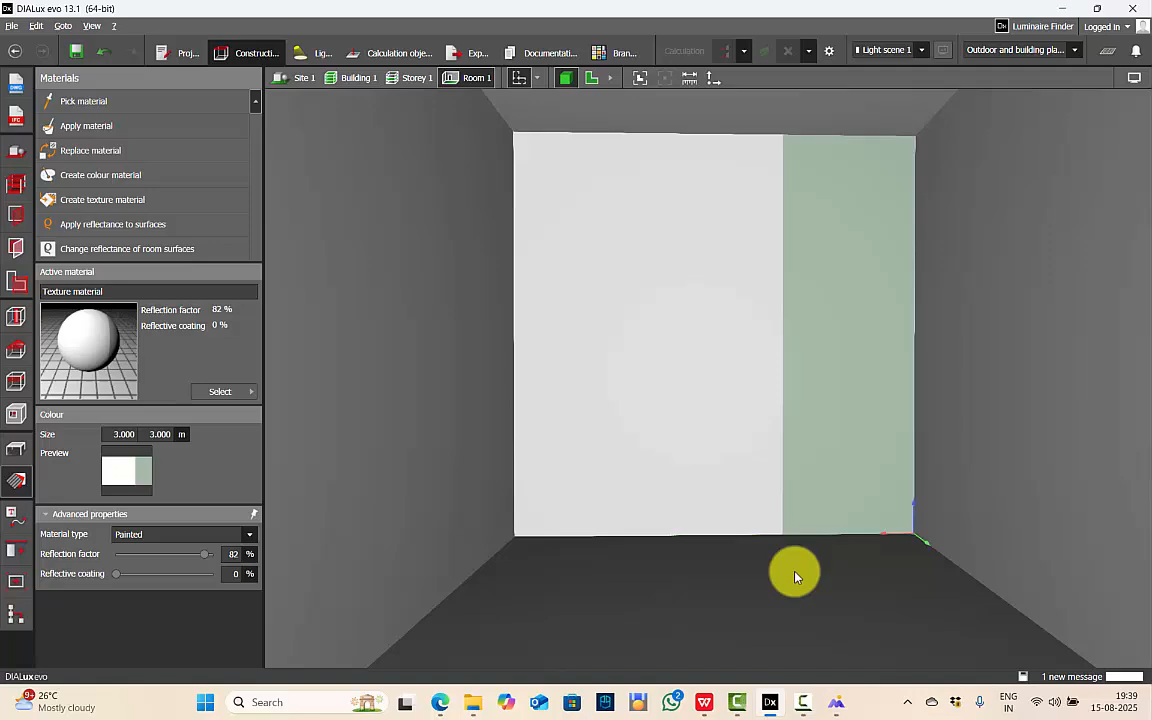 DIALux evo 13.1 (64-bit)
File Edit Goto View ?
Luminaire Finder Logged in
Proj... Constructi... Lig... Calculation obje... Exp... Documentati... Bran... Calculation Light scene 1 Outdoor and building pla...
Materials
Site 1 Building 1 Storey 1 Room 1
Pick material
Apply material
Replace material
Create colour material
Create texture material
Apply reflectance to surfaces
Change reflectance of room surfaces
Active material
Texture material
Reflection factor 82 %
Reflective coating 0 %
Select
Colour
Size 3.000 3.000 m
Preview
Advanced properties
Material type Painted
Reflection factor 82 %
Reflective coating 0 %
DIALux evo
1 new message
9+
26°C
Mostly cloudy
Search
2
ENG
IN
19:39
15-08-2025